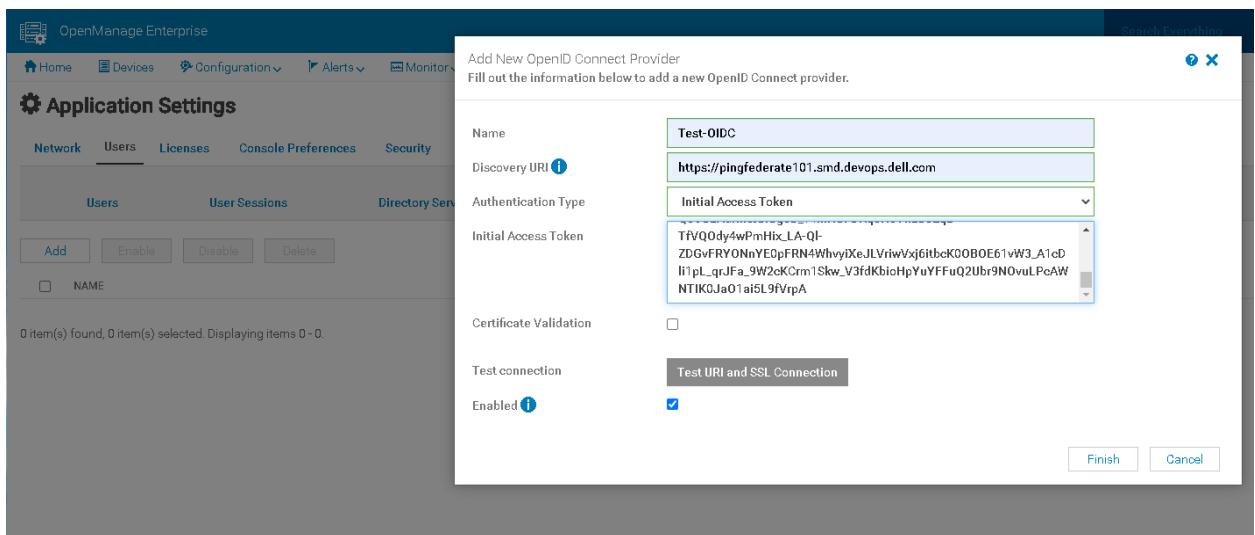 OpenManage Enterprise
Search Everything
Home Devices Configuration Alerts Monitor
Application Settings
Network Users Licenses Console Preferences Security
Users User Sessions Directory Serv
Add Enable Disable Delete
NAME
0 item(s) found, 0 item(s) selected. Displaying items 0 - 0.
Add New OpenID Connect Provider
Fill out the information below to add a new OpenID Connect provider.
Name Test-OIDC
Discovery URI https://pingfederate101.smd.devops.dell.com
Authentication Type Initial Access Token
Initial Access Token
TfVQOdy4wPmHix_LA-Ql-
ZDGvFRYONnYE0pFRN4WhvyiXeJLVriwVxj6itbcK0OBOE61vW3_A1cD
li1pL_qrJFa_9W2cKCrm1Skw_V3fdKbioHpYuYFFuQ2Ubr9NOvuLPcAW
NTIK0JaO1ai5L9fVrpA
Certificate Validation
Test connection Test URI and SSL Connection
Enabled
Finish Cancel